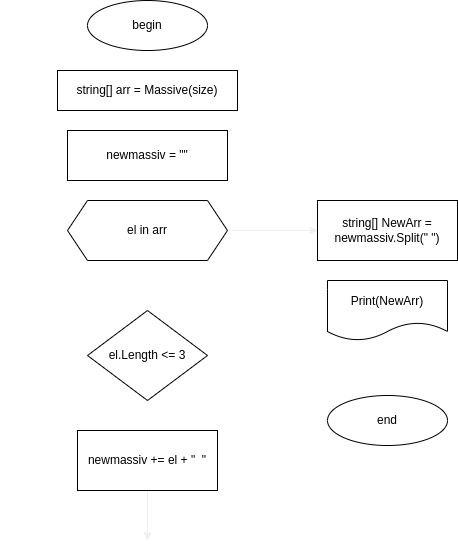 begin
string[] arr = Massive(size)
newmassiv = ""
el in arr
string[] NewArr =
newmassiv.Split(" ")
Print(NewArr)
el.Length <= 3
end
newmassiv += el + "  "